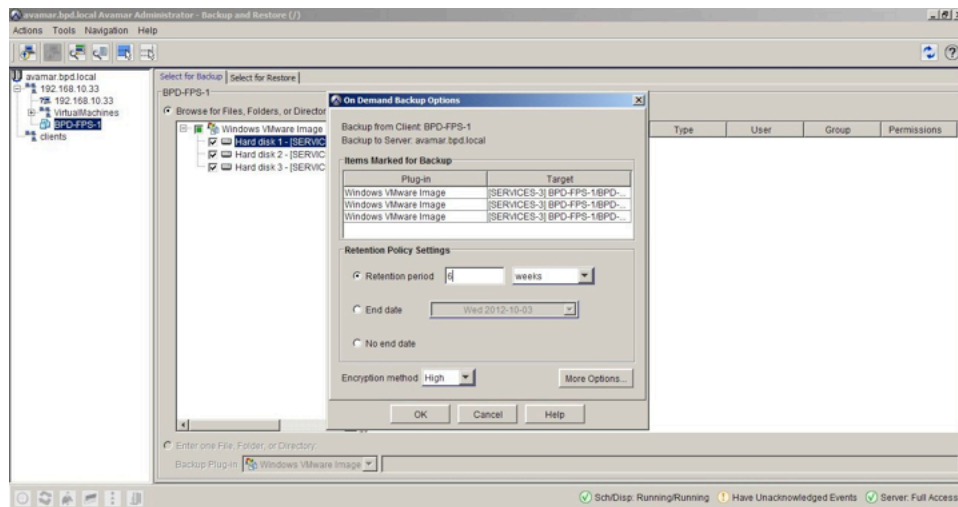 avamar.bpd.local Avamar Administrator - Backup and Restore (/)
Actions Tools Navigation Help
avamar.bpd.local
192.168.10.33
192.168.10.33
VirtualMachines
BPD-FPS-1
clients
Select for Backup Select for Restore
BPD-FPS-1
Browse for Files, Folders, or Director
Windows VMware Image
Hard disk 1 - [SERVIC
Hard disk 2 - [SERVIC
Hard disk 3 - [SERVIC
Type User Group Permissions
On Demand Backup Options
Backup from Client: BPD-FPS-1
Backup to Server: avamar.bpd.local
Items Marked for Backup
Plug-in Target
Windows VMware Image [SERVICES-3] BPD-FPS-1/BPD-...
Windows VMware Image [SERVICES-3] BPD-FPS-1/BPD-...
Windows VMware Image [SERVICES-3] BPD-FPS-1/BPD-...
Retention Policy Settings
Retention period 6 weeks
End date Wed 2012-10-03
No end date
Encryption method High More Options...
OK Cancel Help
Enter one File, Folder, or Directory:
Backup Plug-in Windows VMware Image
Sch/Disp: Running/Running Have Unacknowledged Events Server: Full Access